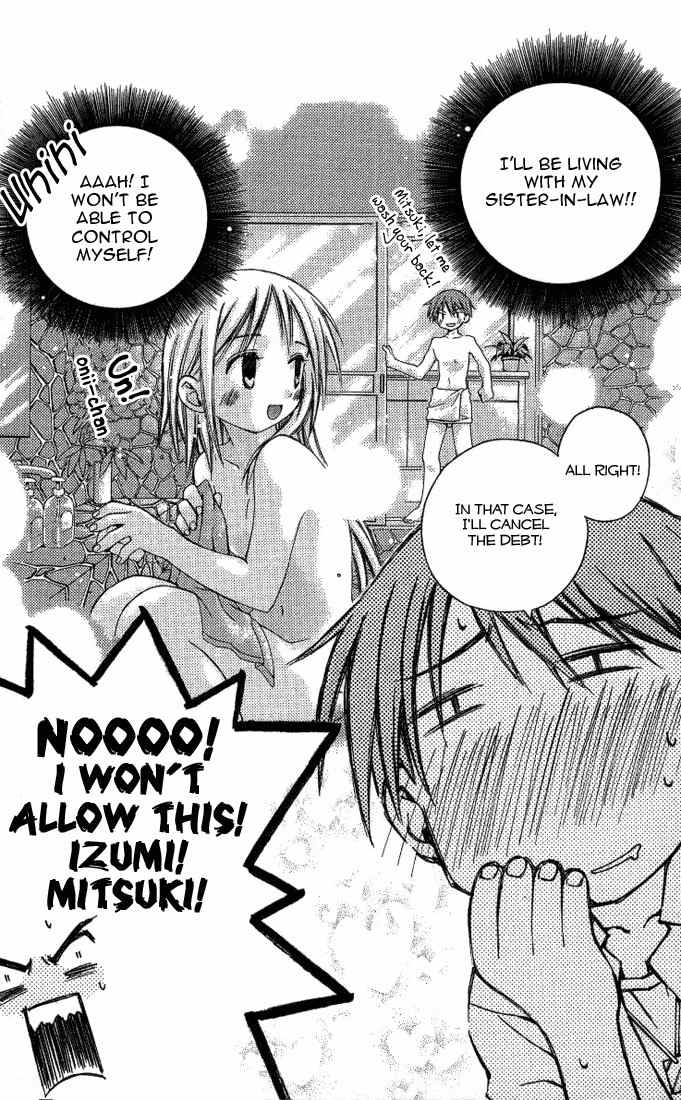 I'LL BE LIVING
WITH MY
SISTER-IN-LAW!!
Mitsuki, let me
wash your back!
AAAH! I
WON'T BE
ABLE TO
CONTROL
MYSELF!
Uhihi
Un!
onii-chan
ALL RIGHT!
IN THAT CASE,
I'LL CANCEL
THE DEBT!
NOOOO!
I WON'T
ALLOW THIS!
IZUMI!
MITSUKI!